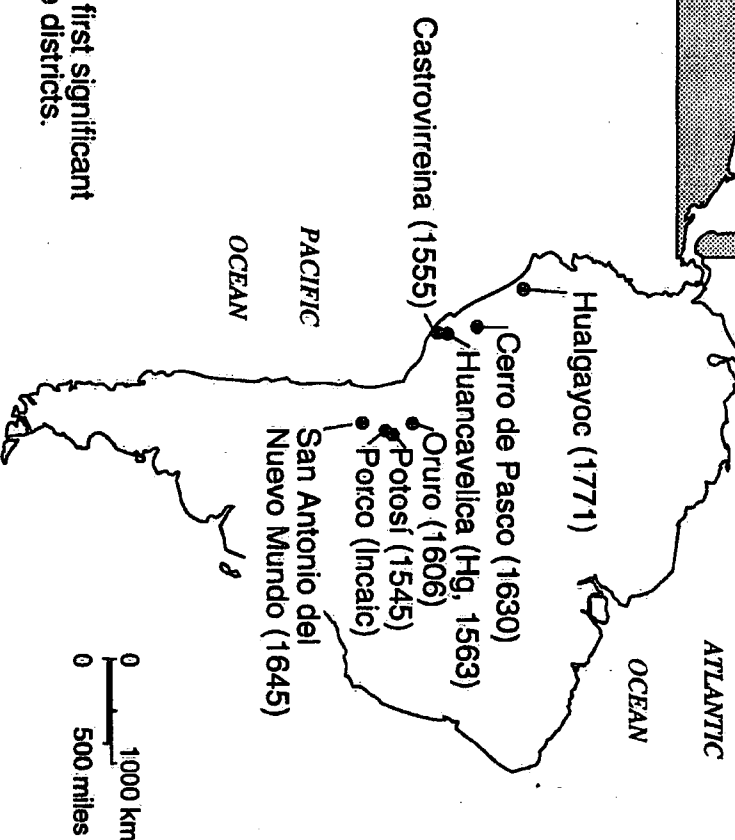 ATLANTIC
OCEAN
Hualgayoc (1771)
Cerro de Pasco (1630)
Huancavelica (Hg, 1563)
Castrovirreina (1555)
Oruro (1606)
Potosí (1545)
Porco (Incaic)
San Antonio del
Nuevo Mundo (1645)
PACIFIC
OCEAN
0 1000 km
0 500 miles
first significant
districts.